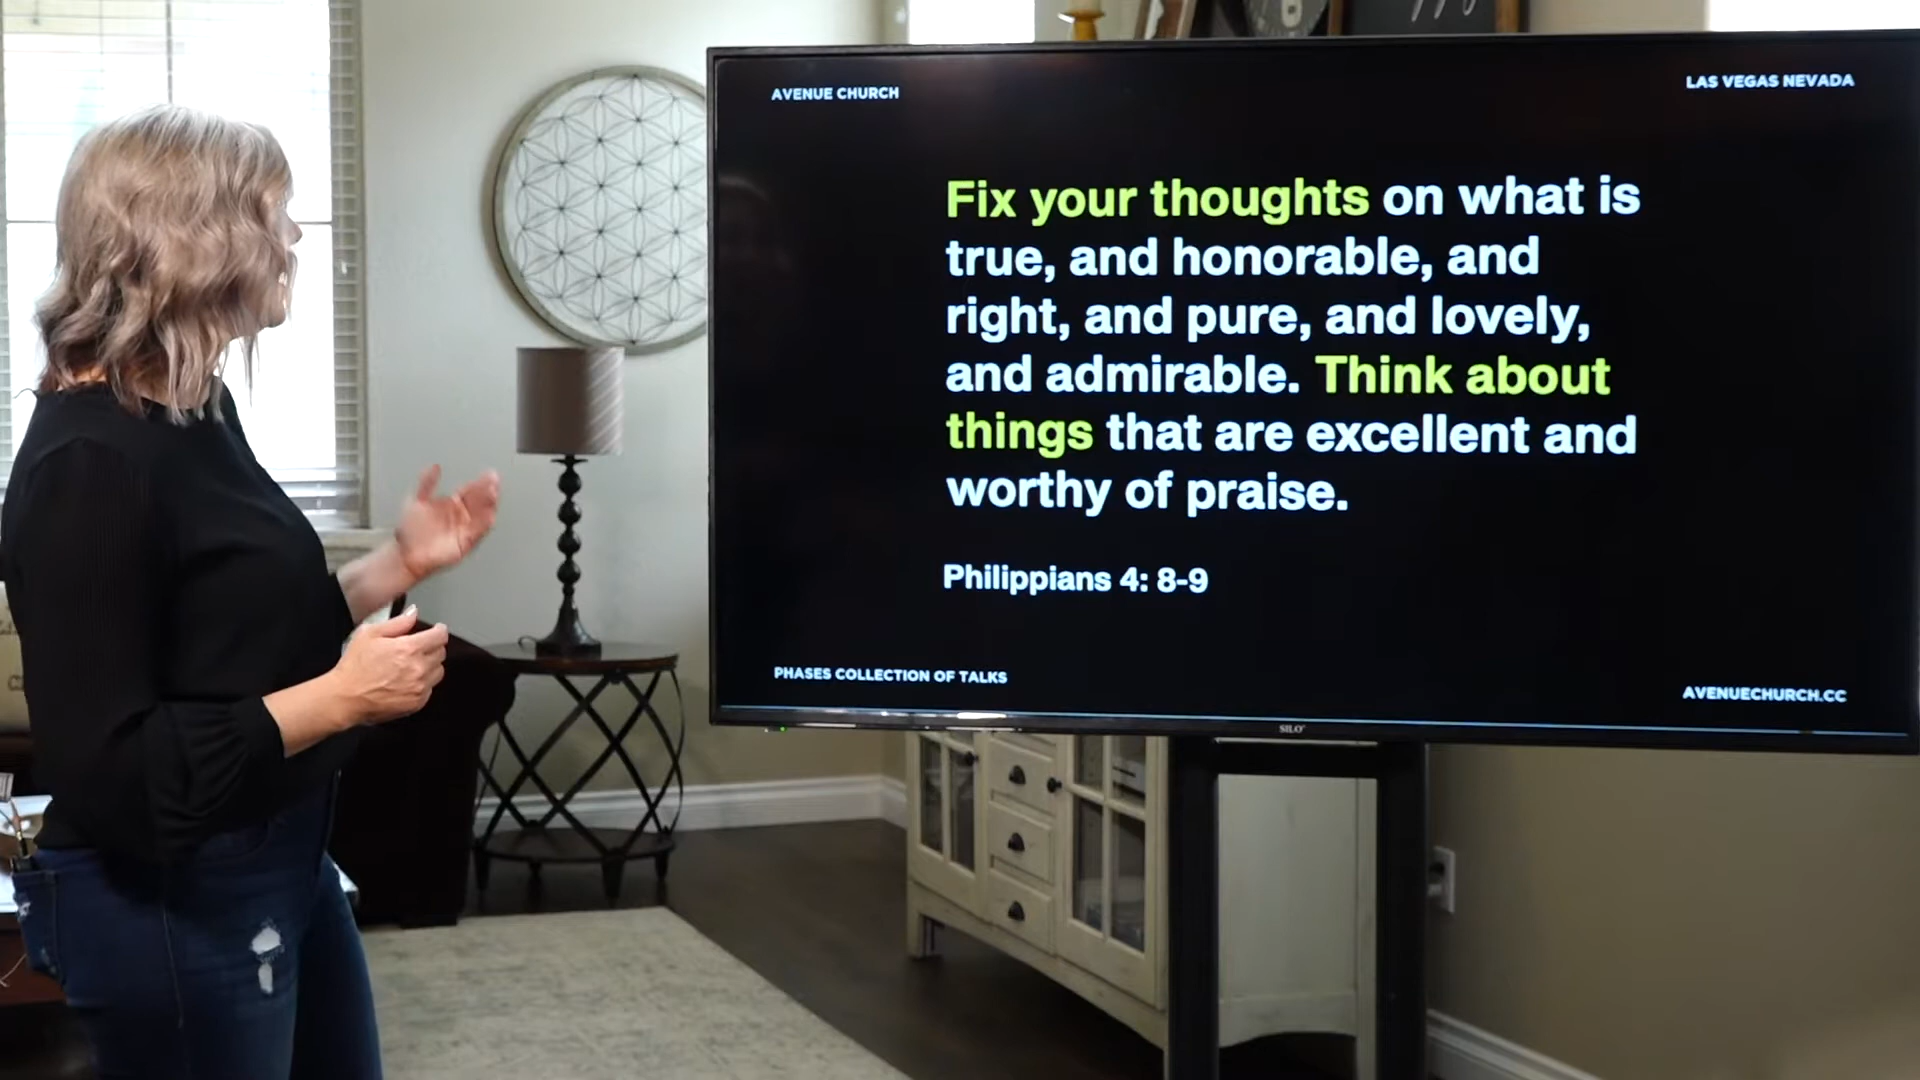 AVENUE CHURCH
LAS VEGAS NEVADA
Fix your thoughts on what is
true, and honorable, and
right, and pure, and lovely,
and admirable. Think about
things that are excellent and
worthy of praise.
Philippians 4: 8-9
PHASES COLLECTION OF TALKS
AVENUECHURCH.CC
SILO